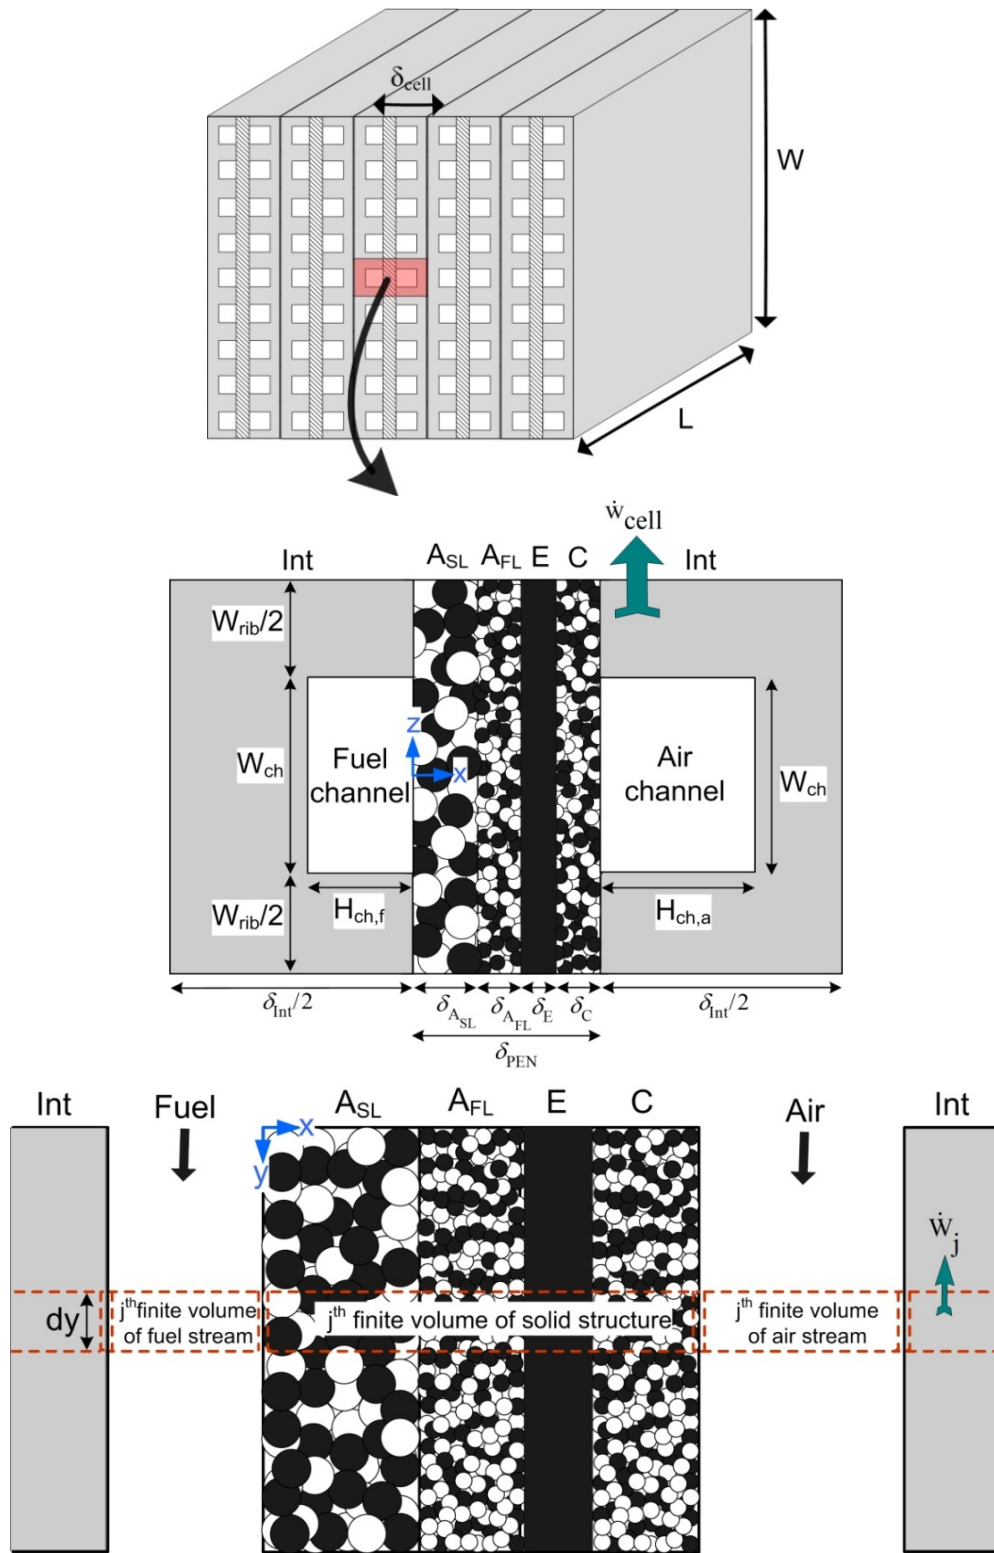 δcell
W
L
ẇcell
Int
ASL
AFL
E
C
Int
Wrib/2
Wch
Fuel
channel
z
x
Air
channel
Wch
Wrib/2
Hch,f
Hch,a
δInt/2
δASL
δAFL
δE
δC
δInt/2
δPEN
Int
Fuel
ASL
AFL
E
C
Air
Int
x
y
ẇj
dy
jth finite volume
of fuel stream
jth finite volume of solid structure
jth finite volume
of air stream